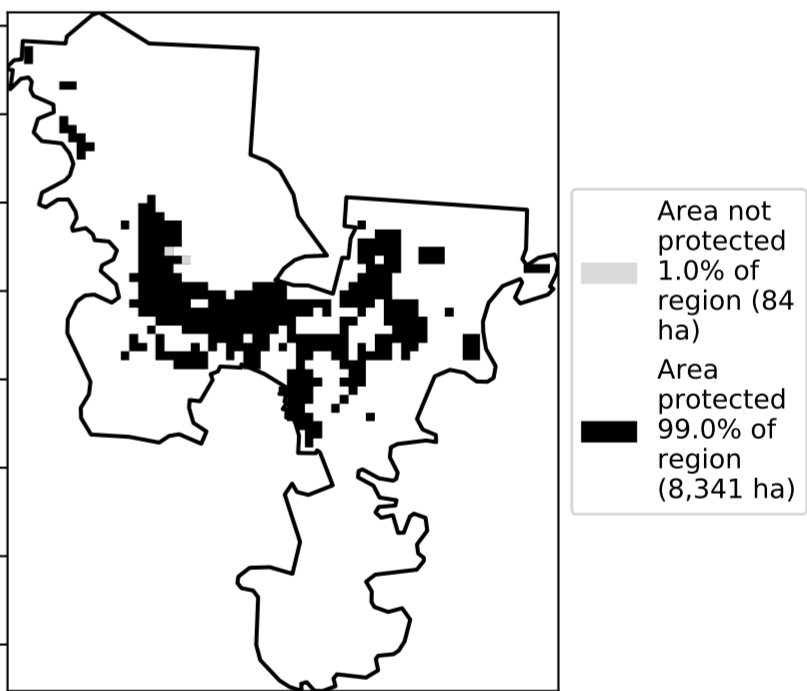 Area not
protected
1.0% of
region (84
ha)
Area
protected
99.0% of
region
(8,341 ha)